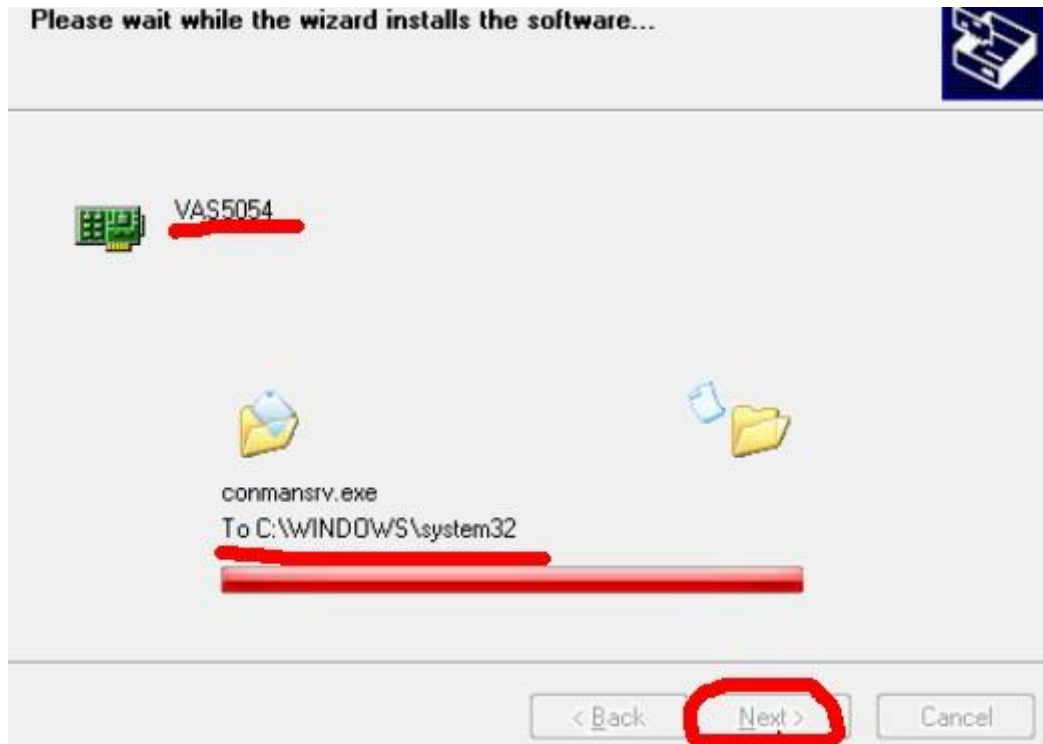 Please wait while the wizard installs the software...
VAS5054
conmansrv.exe
To C:\WINDOWS\system32
< Back
Next >
Cancel